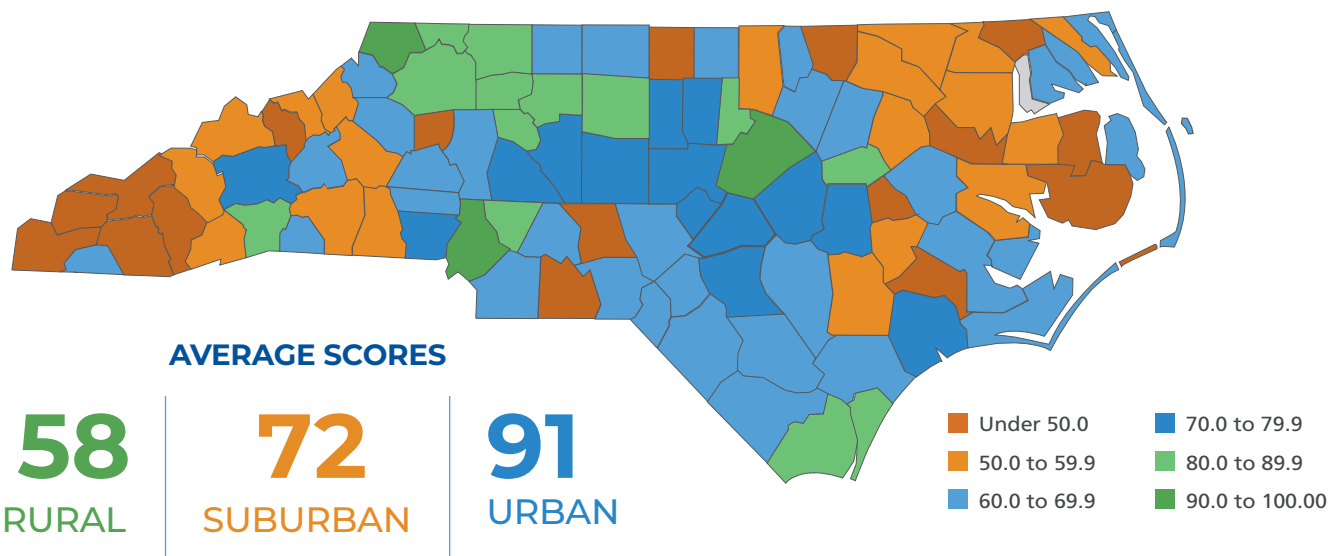 AVERAGE SCORES
58
RURAL
72
SUBURBAN
91
URBAN
Under 50.0
50.0 to 59.9
60.0 to 69.9
70.0 to 79.9
80.0 to 89.9
90.0 to 100.00